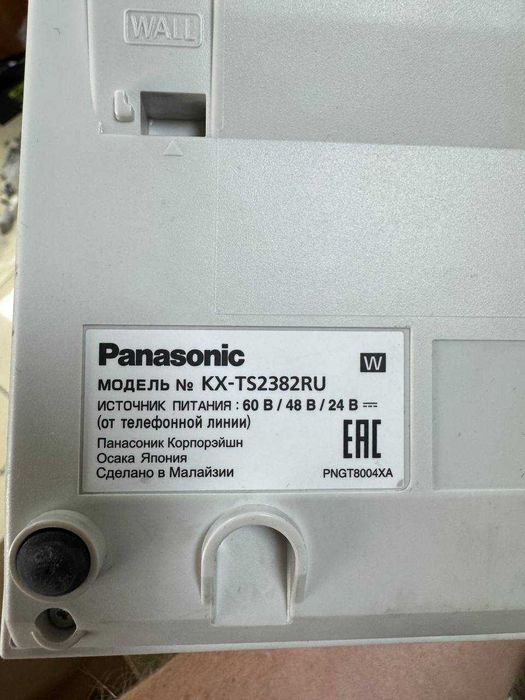 WALL
Panasonic
W
МОДЕЛЬ № KX-TS2382RU
ИСТОЧНИК ПИТАНИЯ : 60 В / 48 В / 24 В ⎓
(от телефонной линии)
Панасоник Корпорэйшн
Осака Япония
Сделано в Малайзии
EAC
PNGT8004XA